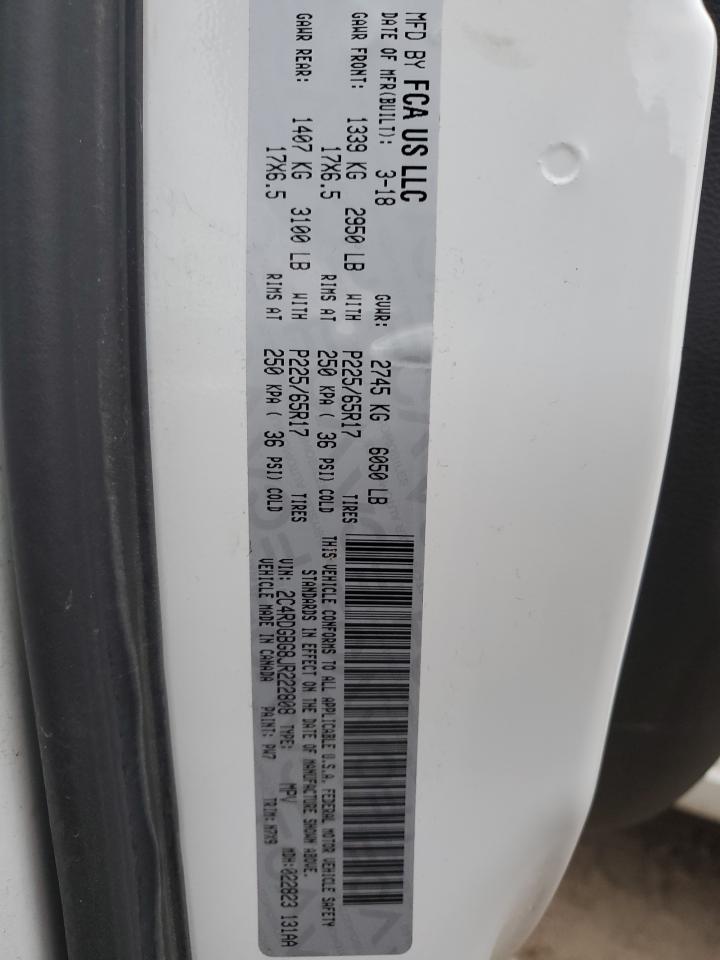 MFD BY FCA US LLC
DATE OF MFR(BUILT): 3-18 GVWR: 2745 KG 6050 LB
GAWR FRONT: 1339 KG 2950 LB WITH P225/65R17 TIRES
17X6.5 RIMS AT 250 KPA ( 36 PSI) COLD
GAWR REAR: 1407 KG 3100 LB WITH P225/65R17 TIRES
17X6.5 RIMS AT 250 KPA ( 36 PSI) COLD
THIS VEHICLE CONFORMS TO ALL APPLICABLE U.S.A. FEDERAL MOTOR VEHICLE SAFETY
STANDARDS IN EFFECT ON THE DATE OF MANUFACTURE SHOWN ABOVE.
VIN: 2C4RDGBG8JR222808 TYPE: MPV MDH:022823 131AA
VEHICLE MADE IN CANADA PAINT: PW7 TRIM: